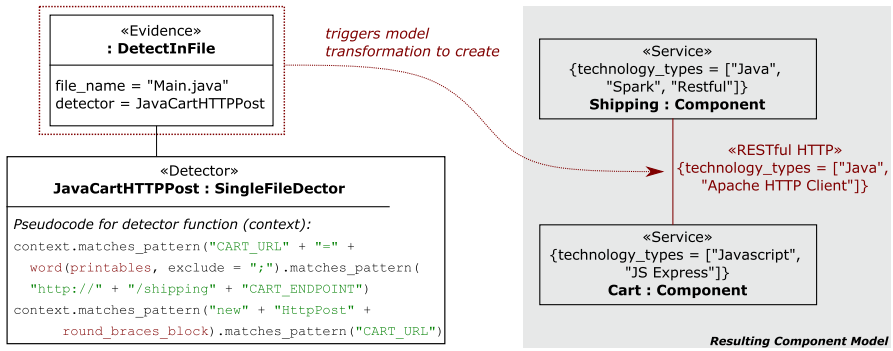 «Evidence»
: DetectInFile
file_name = "Main.java"
detector = JavaCartHTTPPost
«Detector»
JavaCartHTTPPost : SingleFileDector
Pseudocode for detector function (context):
context.matches_pattern("CART_URL" + "=" +
word(printables, exclude = ";").matches_pattern(
"http://" + "/shipping" + "CART_ENDPOINT")
context.matches_pattern("new" + "HttpPost" +
round_braces_block).matches_pattern("CART_URL")
triggers model
transformation to create
«Service»
{technology_types = ["Java",
"Spark", "Restful"]}
Shipping : Component
«RESTful HTTP»
{technology_types = ["Java",
"Apache HTTP Client"]}
«Service»
{technology_types = ["Javascript",
"JS Express"]}
Cart : Component
Resulting Component Model